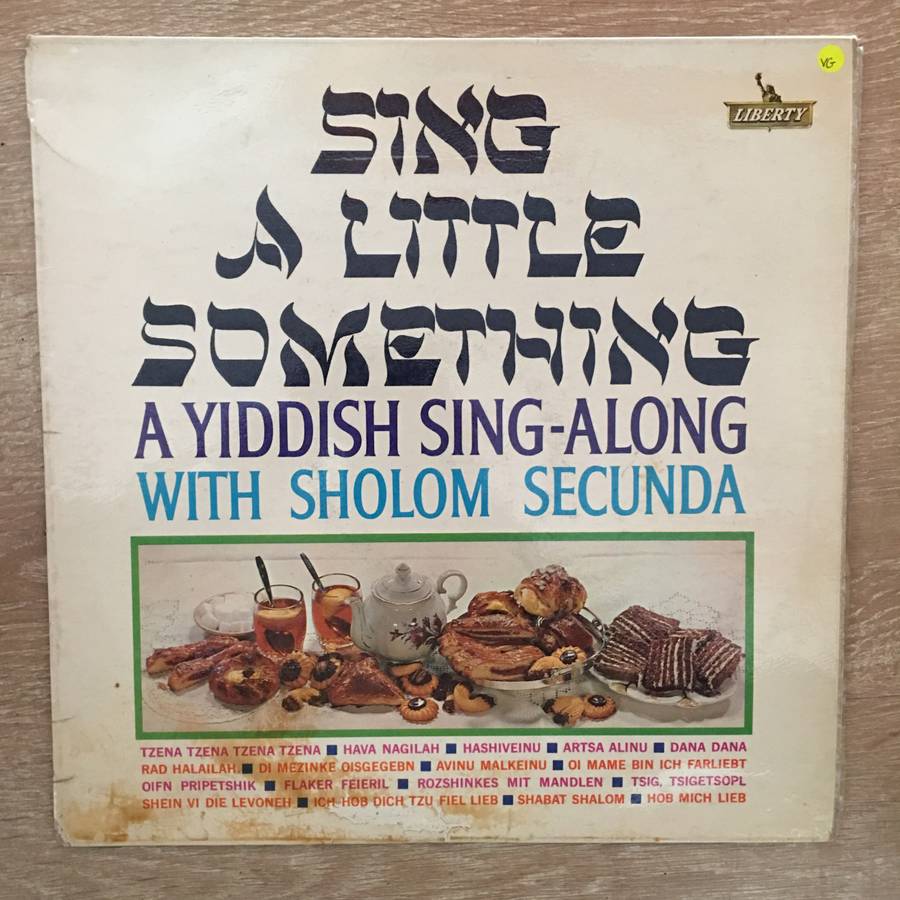 VG
LIBERTY
SING
A LITTLE
SOMETHING
A YIDDISH SING-ALONG
WITH SHOLOM SECUNDA
TZENA TZENA TZENA TZENA ■ HAVA NAGILAH ■ HASHIVEINU ■ ARTSA ALINU ■ DANA DANA
RAD HALAILAH ■ DI MEZINKE OISGEGEBN ■ AVINU MALKEINU ■ OI MAME BIN ICH FARLIEBT
OIFN PRIPETSHIK ■ FLAKER FEIERIL ■ ROZSHINKES MIT MANDLEN ■ TSIG, TSIGETSOPL
SHEIN VI DIE LEVONEH ■ ICH HOB DICH TZU FIEL LIEB ■ SHABAT SHALOM ■ HOB MICH LIEB